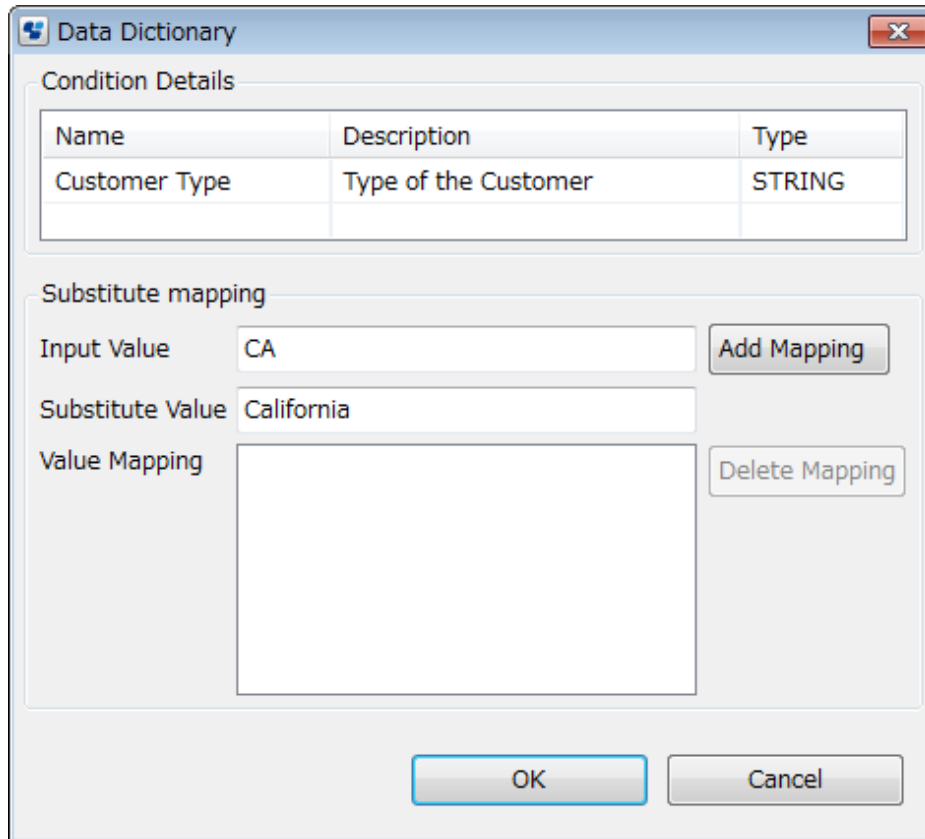 Data Dictionary
Condition Details
Name Description Type
Customer Type Type of the Customer STRING
Substitute mapping
Input Value CA Add Mapping
Substitute Value California
Value Mapping Delete Mapping
OK Cancel